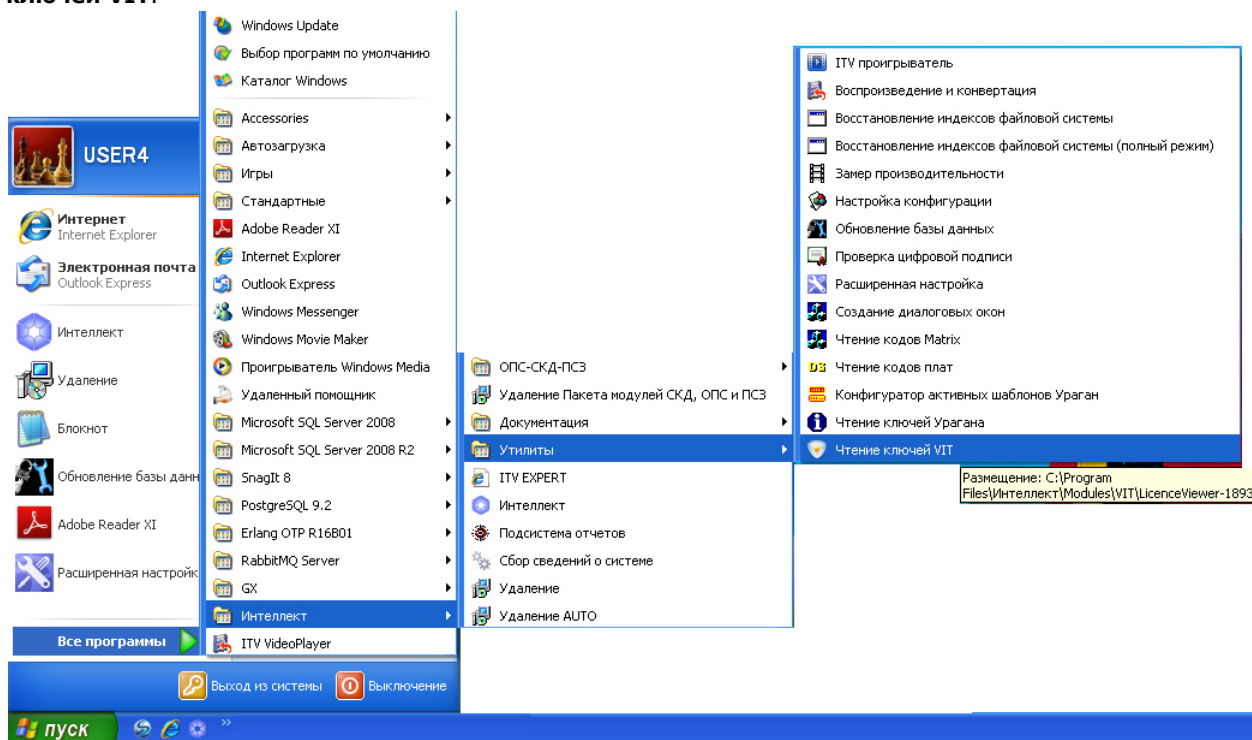 ключей VIT.
Windows Update
Выбор программ по умолчанию
Каталог Windows
Accessories
Автозагрузка
Игры
Стандартные
Adobe Reader XI
Internet Explorer
Outlook Express
Windows Messenger
Windows Movie Maker
Проигрыватель Windows Media
Удаленный помощник
Microsoft SQL Server 2008
Microsoft SQL Server 2008 R2
SnagIt 8
PostgreSQL 9.2
Erlang OTP R16B01
RabbitMQ Server
GX
Интеллект
ITV VideoPlayer
USER4
Интернет
Internet Explorer
Электронная почта
Outlook Express
Интеллект
Удаление
Блокнот
Обновление базы данн
Adobe Reader XI
Расширенная настройк
Все программы
Выход из системы
Выключение
пуск
ОПС-СКД-ПСЗ
Удаление Пакета модулей СКД, ОПС и ПСЗ
Документация
Утилиты
ITV EXPERT
Интеллект
Подсистема отчетов
Сбор сведений о системе
Удаление
Удаление AUTO
ITV проигрыватель
Воспроизведение и конвертация
Восстановление индексов файловой системы
Восстановление индексов файловой системы (полный режим)
Замер производительности
Настройка конфигурации
Обновление базы данных
Проверка цифровой подписи
Расширенная настройка
Создание диалоговых окон
Чтение кодов Matrix
Чтение кодов плат
Конфигуратор активных шаблонов Ураган
Чтение ключей Урагана
Чтение ключей VIT
Размещение: C:\Program
Files\Интеллект\Modules\VIT\LicenceViewer-1893